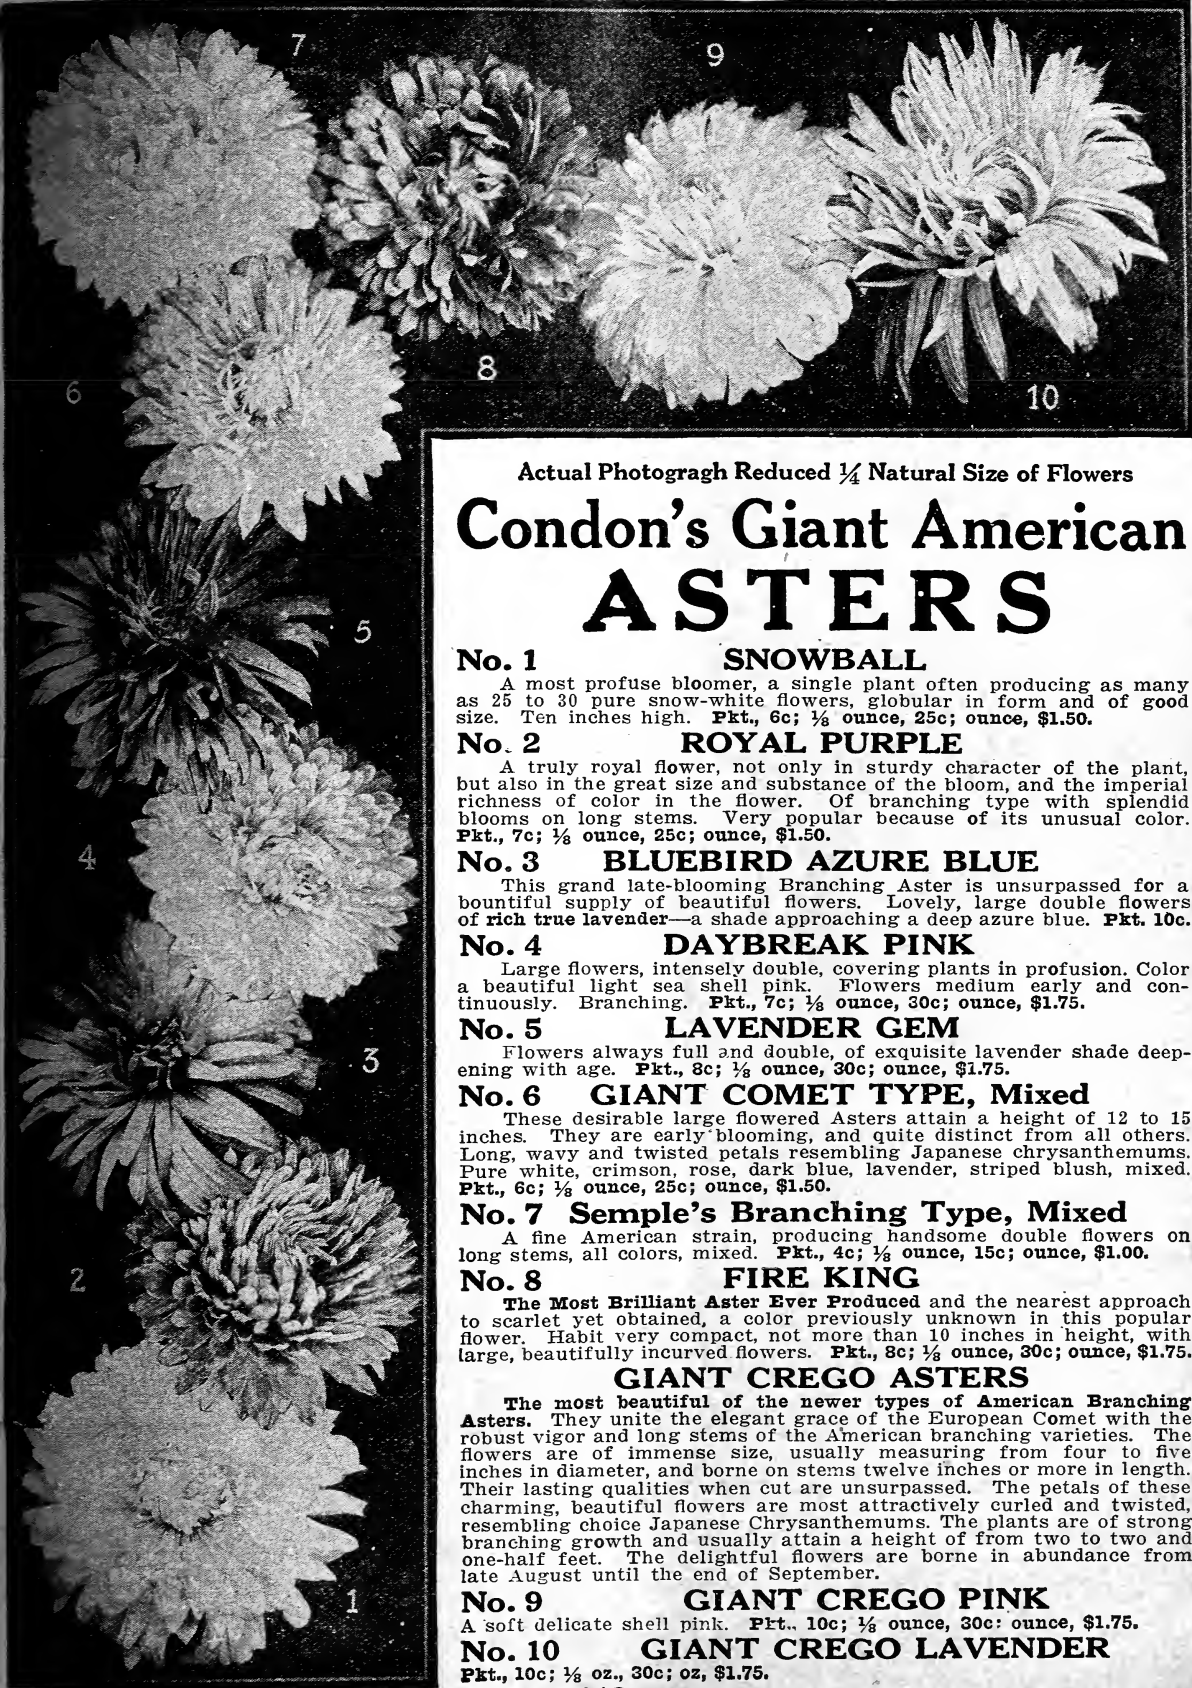 7
9
8
6
10
5
4
3
2
1
Actual Photogragh Reduced ¼ Natural Size of Flowers
Condon's Giant American
ASTERS
No. 1 SNOWBALL
A most profuse bloomer, a single plant often producing as many
as 25 to 30 pure snow-white flowers, globular in form and of good
size. Ten inches high. Pkt., 6c; ⅛ ounce, 25c; ounce, $1.50.
No. 2 ROYAL PURPLE
A truly royal flower, not only in sturdy character of the plant,
but also in the great size and substance of the bloom, and the imperial
richness of color in the flower. Of branching type with splendid
blooms on long stems. Very popular because of its unusual color.
Pkt., 7c; ⅛ ounce, 25c; ounce, $1.50.
No. 3 BLUEBIRD AZURE BLUE
This grand late-blooming Branching Aster is unsurpassed for a
bountiful supply of beautiful flowers. Lovely, large double flowers
of rich true lavender—a shade approaching a deep azure blue. Pkt. 10c.
No. 4 DAYBREAK PINK
Large flowers, intensely double, covering plants in profusion. Color
a beautiful light sea shell pink. Flowers medium early and con-
tinuously. Branching. Pkt., 7c; ⅛ ounce, 30c; ounce, $1.75.
No. 5 LAVENDER GEM
Flowers always full and double, of exquisite lavender shade deep-
ening with age. Pkt., 8c; ⅛ ounce, 30c; ounce, $1.75.
No. 6 GIANT COMET TYPE, Mixed
These desirable large flowered Asters attain a height of 12 to 15
inches. They are early blooming, and quite distinct from all others.
Long, wavy and twisted petals resembling Japanese chrysanthemums.
Pure white, crimson, rose, dark blue, lavender, striped blush, mixed.
Pkt., 6c; ⅛ ounce, 25c; ounce, $1.50.
No. 7 Semple's Branching Type, Mixed
A fine American strain, producing handsome double flowers on
long stems, all colors, mixed. Pkt., 4c; ⅛ ounce, 15c; ounce, $1.00.
No. 8 FIRE KING
The Most Brilliant Aster Ever Produced and the nearest approach
to scarlet yet obtained, a color previously unknown in this popular
flower. Habit very compact, not more than 10 inches in height, with
large, beautifully incurved flowers. Pkt., 8c; ⅛ ounce, 30c; ounce, $1.75.
GIANT CREGO ASTERS
The most beautiful of the newer types of American Branching
Asters. They unite the elegant grace of the European Comet with the
robust vigor and long stems of the American branching varieties. The
flowers are of immense size, usually measuring from four to five
inches in diameter, and borne on stems twelve inches or more in length.
Their lasting qualities when cut are unsurpassed. The petals of these
charming, beautiful flowers are most attractively curled and twisted,
resembling choice Japanese Chrysanthemums. The plants are of strong
branching growth and usually attain a height of from two to two and
one-half feet. The delightful flowers are borne in abundance from
late August until the end of September.
No. 9 GIANT CREGO PINK
A soft delicate shell pink. Pkt., 10c; ⅛ ounce, 30c: ounce, $1.75.
No. 10 GIANT CREGO LAVENDER
Pkt., 10c; ⅛ oz., 30c; oz, $1.75.